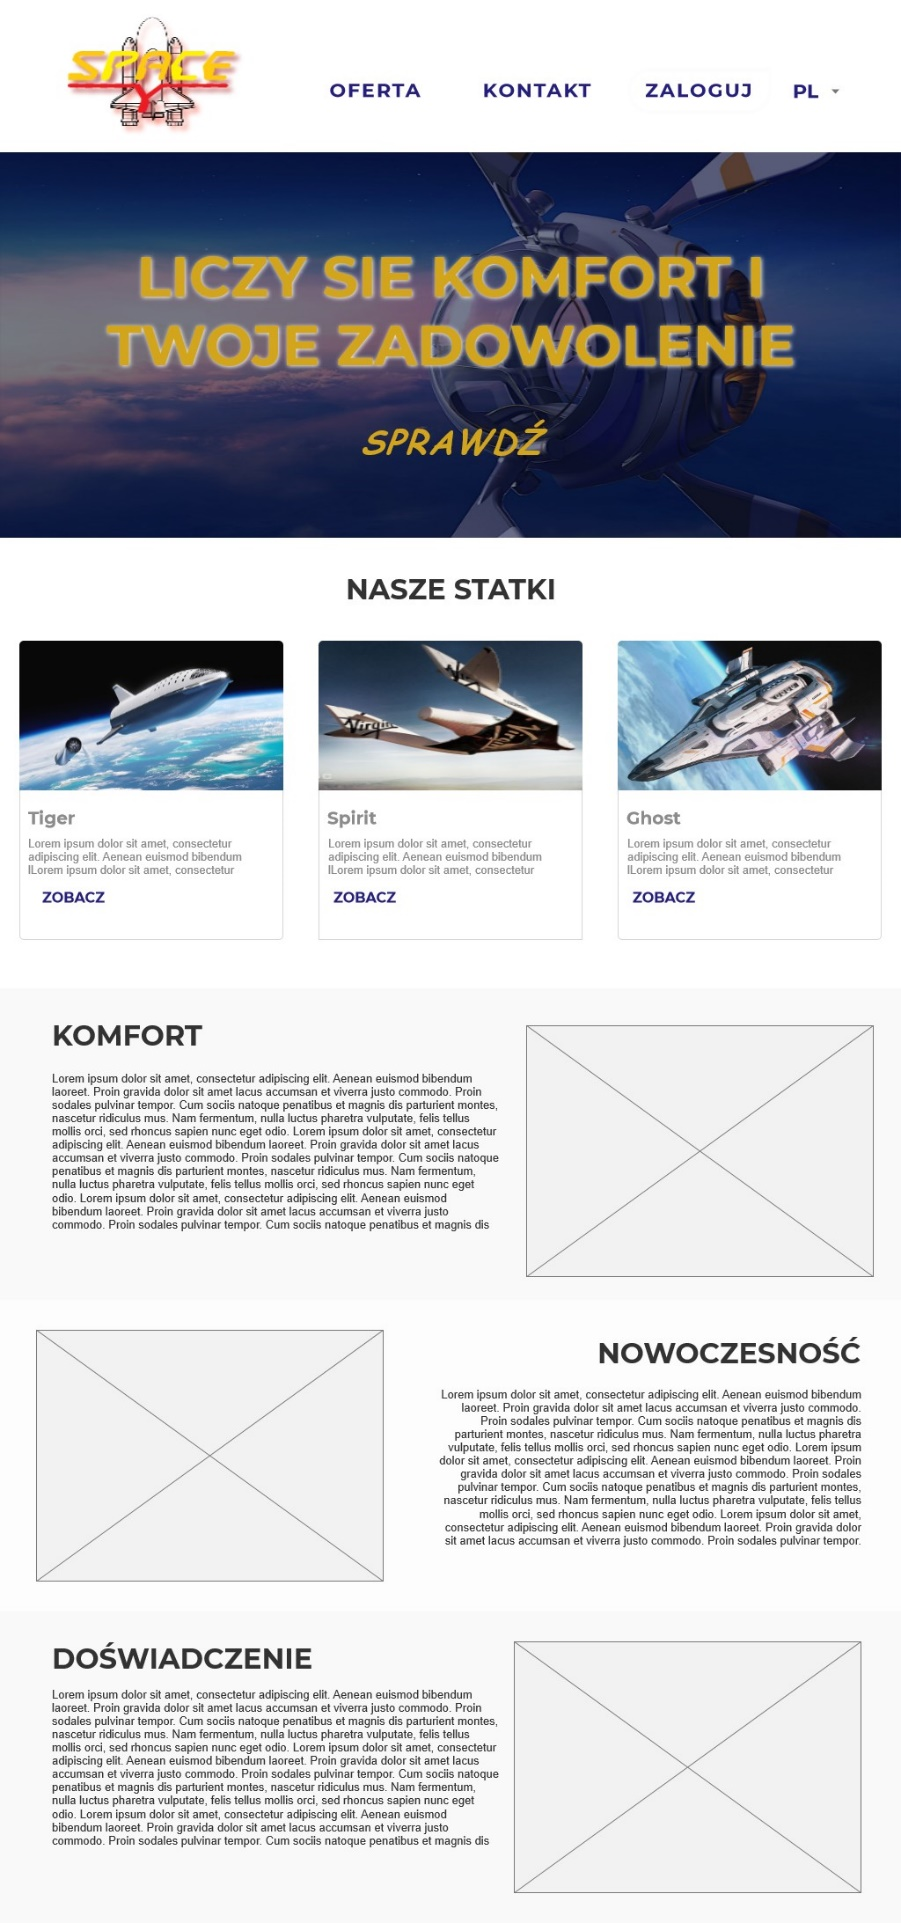 SPACE
Y
OFERTA KONTAKT ZALOGUJ PL
LICZY SIE KOMFORT I
TWOJE ZADOWOLENIE
SPRAWDŹ
NASZE STATKI
Virgin
Tiger
Lorem ipsum dolor sit amet, consectetur
adipiscing elit. Aenean euismod bibendum
lLorem ipsum dolor sit amet, consectetur
ZOBACZ
Spirit
Lorem ipsum dolor sit amet, consectetur
adipiscing elit. Aenean euismod bibendum
lLorem ipsum dolor sit amet, consectetur
ZOBACZ
Ghost
Lorem ipsum dolor sit amet, consectetur
adipiscing elit. Aenean euismod bibendum
lLorem ipsum dolor sit amet, consectetur
ZOBACZ
KOMFORT
Lorem ipsum dolor sit amet, consectetur adipiscing elit. Aenean euismod bibendum
laoreet. Proin gravida dolor sit amet lacus accumsan et viverra justo commodo. Proin
sodales pulvinar tempor. Cum sociis natoque penatibus et magnis dis parturient montes,
nascetur ridiculus mus. Nam fermentum, nulla luctus pharetra vulputate, felis tellus
mollis orci, sed rhoncus sapien nunc eget odio. Lorem ipsum dolor sit amet, consectetur
adipiscing elit. Aenean euismod bibendum laoreet. Proin gravida dolor sit amet lacus
accumsan et viverra justo commodo. Proin sodales pulvinar tempor. Cum sociis natoque
penatibus et magnis dis parturient montes, nascetur ridiculus mus. Nam fermentum,
nulla luctus pharetra vulputate, felis tellus mollis orci, sed rhoncus sapien nunc eget
odio. Lorem ipsum dolor sit amet, consectetur adipiscing elit. Aenean euismod
bibendum laoreet. Proin gravida dolor sit amet lacus accumsan et viverra justo
commodo. Proin sodales pulvinar tempor. Cum sociis natoque penatibus et magnis dis
NOWOCZESNOŚĆ
Lorem ipsum dolor sit amet, consectetur adipiscing elit. Aenean euismod bibendum
laoreet. Proin gravida dolor sit amet lacus accumsan et viverra justo commodo.
Proin sodales pulvinar tempor. Cum sociis natoque penatibus et magnis dis
parturient montes, nascetur ridiculus mus. Nam fermentum, nulla luctus pharetra
vulputate, felis tellus mollis orci, sed rhoncus sapien nunc eget odio. Lorem ipsum
dolor sit amet, consectetur adipiscing elit. Aenean euismod bibendum laoreet. Proin
gravida dolor sit amet lacus accumsan et viverra justo commodo. Proin sodales
pulvinar tempor. Cum sociis natoque penatibus et magnis dis parturient montes,
nascetur ridiculus mus. Nam fermentum, nulla luctus pharetra vulputate, felis tellus
mollis orci, sed rhoncus sapien nunc eget odio. Lorem ipsum dolor sit amet,
consectetur adipiscing elit. Aenean euismod bibendum laoreet. Proin gravida dolor
sit amet lacus accumsan et viverra justo commodo. Proin sodales pulvinar tempor.
DOŚWIADCZENIE
Lorem ipsum dolor sit amet, consectetur adipiscing elit. Aenean euismod bibendum
laoreet. Proin gravida dolor sit amet lacus accumsan et viverra justo commodo. Proin
sodales pulvinar tempor. Cum sociis natoque penatibus et magnis dis parturient montes,
nascetur ridiculus mus. Nam fermentum, nulla luctus pharetra vulputate, felis tellus
mollis orci, sed rhoncus sapien nunc eget odio. Lorem ipsum dolor sit amet, consectetur
adipiscing elit. Aenean euismod bibendum laoreet. Proin gravida dolor sit amet lacus
accumsan et viverra justo commodo. Proin sodales pulvinar tempor. Cum sociis natoque
penatibus et magnis dis parturient montes, nascetur ridiculus mus. Nam fermentum,
nulla luctus pharetra vulputate, felis tellus mollis orci, sed rhoncus sapien nunc eget
odio. Lorem ipsum dolor sit amet, consectetur adipiscing elit. Aenean euismod
bibendum laoreet. Proin gravida dolor sit amet lacus accumsan et viverra justo
commodo. Proin sodales pulvinar tempor. Cum sociis natoque penatibus et magnis dis